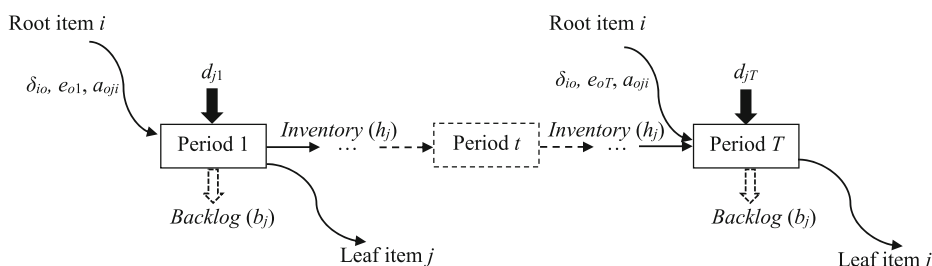 Root item i
Root item i
δio, eo1, aoji
dj1
δio, eoT, aoji
djT
Period 1
Inventory (hj)
...
Period t
Inventory (hj)
...
Period T
Backlog (bj)
Backlog (bj)
Leaf item j
Leaf item j